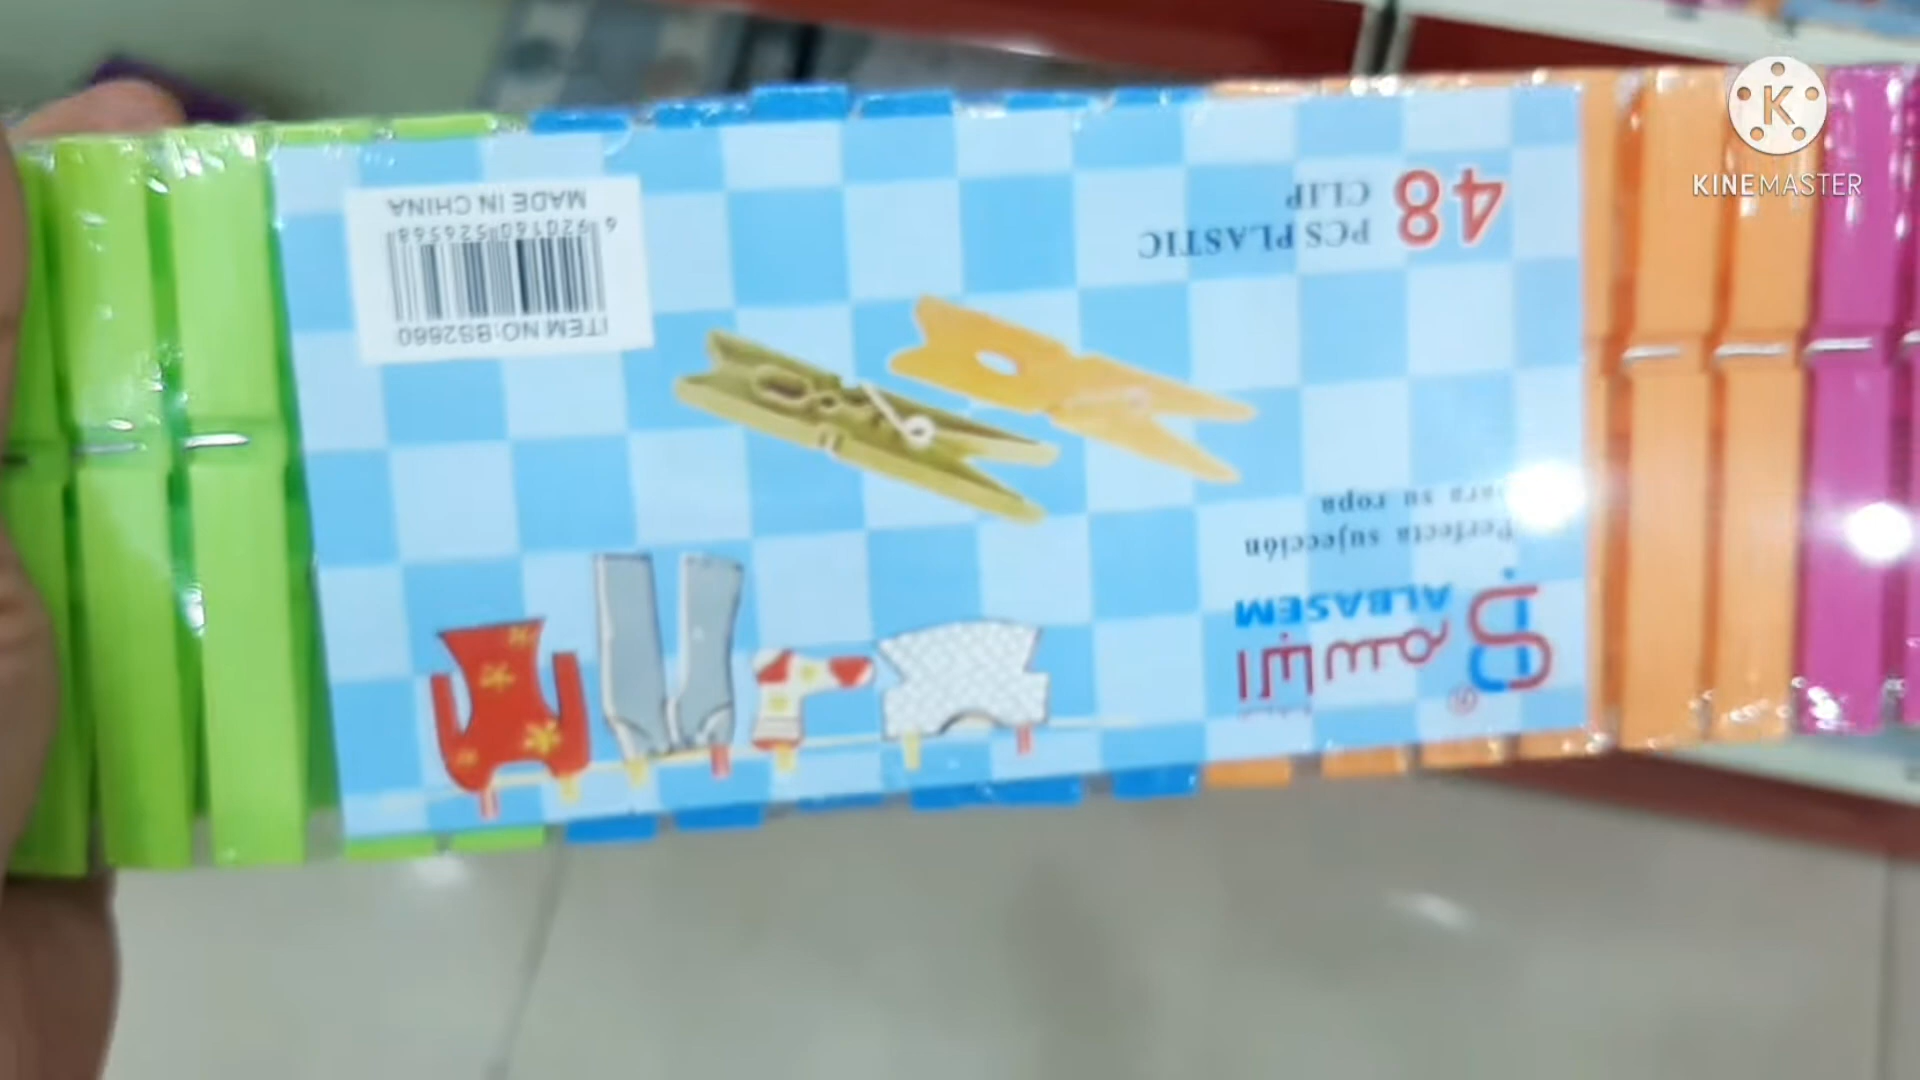 البسم
ALBASEM
Perfecta sujeción
para su ropa
48
PCS PLASTIC
CLIP
ITEM NO:BS2660
6 920160 526568
MADE IN CHINA
KINEMASTER